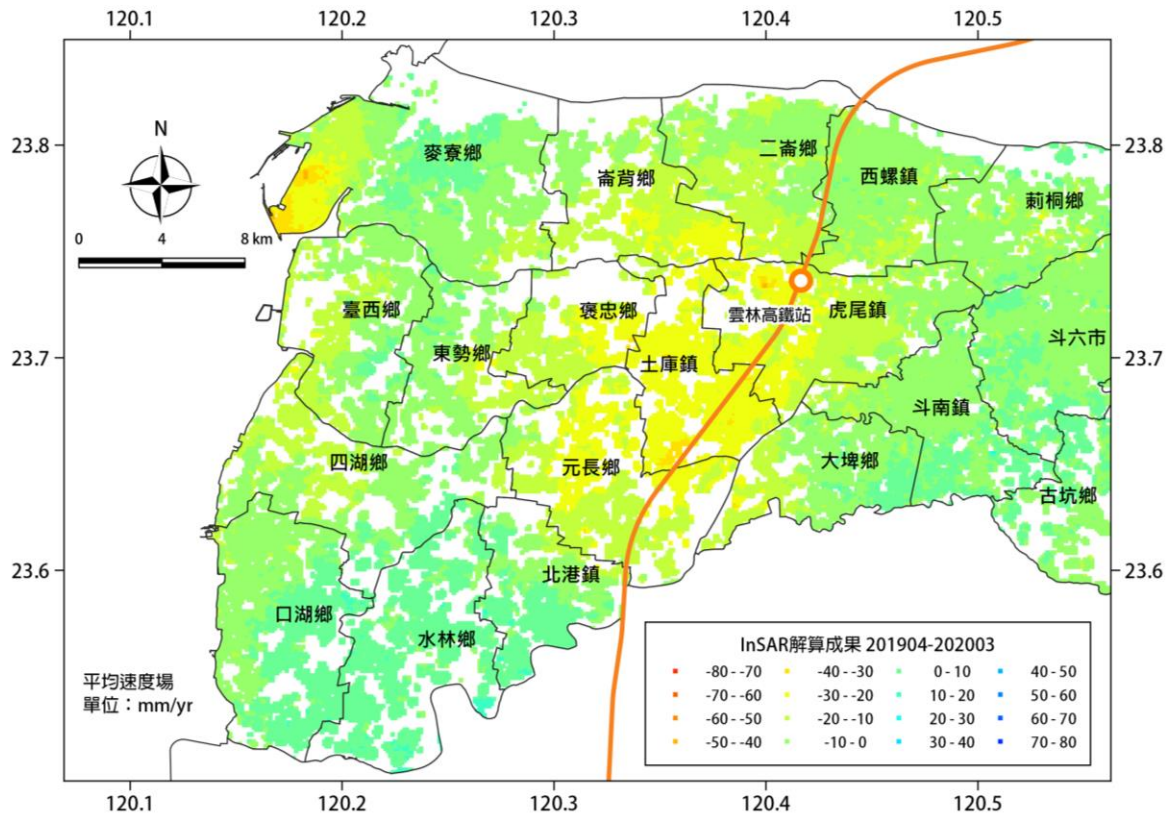 120.1 120.2 120.3 120.4 120.5
N
23.8 23.8
麥寮鄉
崙背鄉
二崙鄉
西螺鎮
莿桐鄉
0 4 8 km
臺西鄉
東勢鄉
褒忠鄉
土庫鎮
雲林高鐵站
虎尾鎮
斗六市
23.7 23.7
斗南鎮
四湖鄉
元長鄉
大埤鄉
古坑鄉
23.6 23.6
北港鎮
口湖鄉
水林鄉
平均速度場
單位：mm/yr
InSAR解算成果 201904-202003
-80 - -70 -40 - -30 0 - 10 40 - 50
-70 - -60 -30 - -20 10 - 20 50 - 60
-60 - -50 -20 - -10 20 - 30 60 - 70
-50 - -40 -10 - 0 30 - 40 70 - 80
120.1 120.2 120.3 120.4 120.5